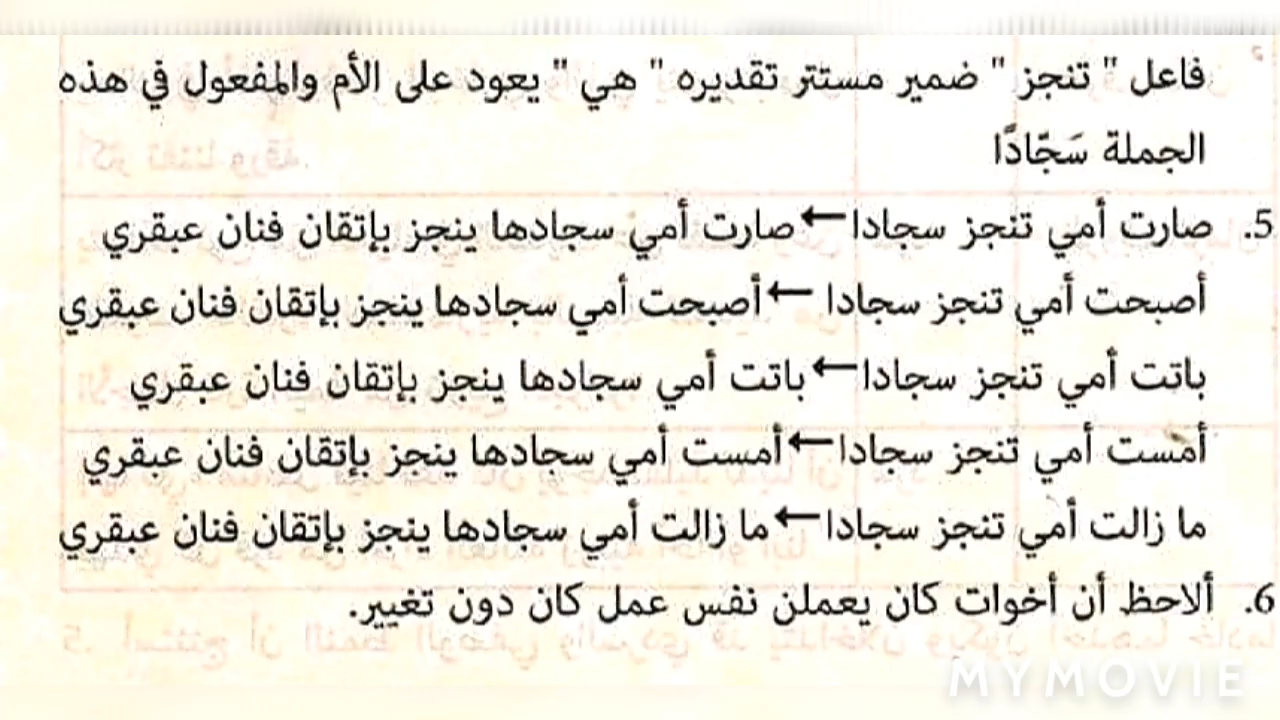 فاعل " تنجز " ضمير مستتر تقديره " هي " يعود على الأم والمفعول في هذه
الجملة سَجّادًا
5. صارت أمي تنجز سجادا ← صارت أمي سجادها ينجز بإتقان فنان عبقري
أصبحت أمي تنجز سجادا ← أصبحت أمي سجادها ينجز بإتقان فنان عبقري
باتت أمي تنجز سجادا ← باتت أمي سجادها ينجز بإتقان فنان عبقري
أمست أمي تنجز سجادا ← أمست أمي سجادها ينجز بإتقان فنان عبقري
ما زالت أمي تنجز سجادا ← ما زالت أمي سجادها ينجز بإتقان فنان عبقري
6. ألاحظ أن أخوات كان يعملن نفس عمل كان دون تغيير.
MYMOVIE